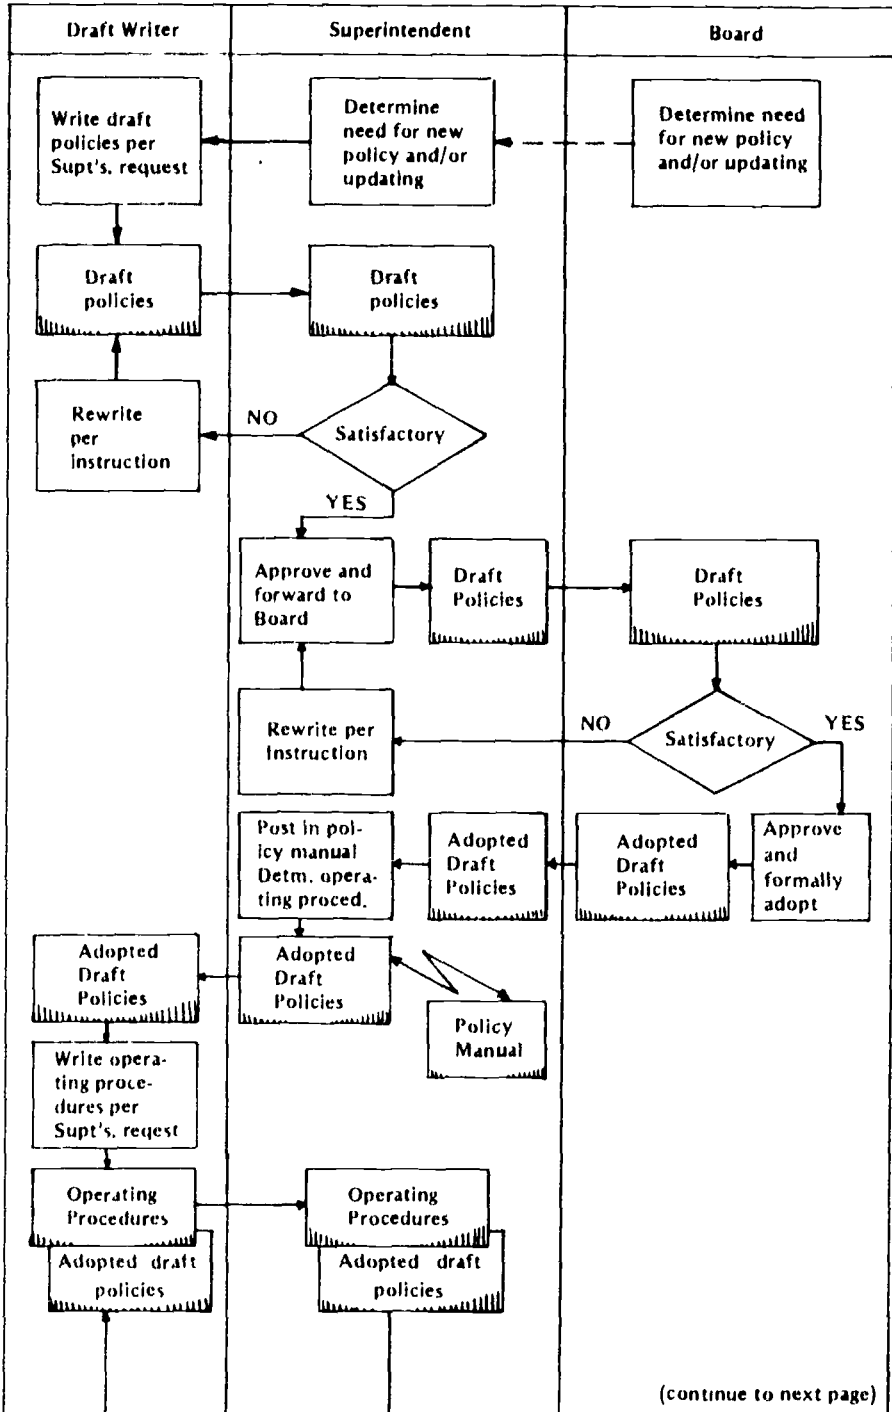 Draft Writer
Superintendent
Board
Write draft
policies per
Supt's. request
Determine
need for new
policy and/or
updating
Determine need
for new policy
and/or updating
Draft
policies
Draft
policies
Rewrite
per
instruction
NO
Satisfactory
YES
Approve and
forward to
Board
Draft
Policies
Draft
Policies
Rewrite per
Instruction
NO
Satisfactory
YES
Post in pol-
icy manual
Detm. opera-
ting proced.
Adopted
Draft
Policies
Adopted
Draft
Policies
Approve
and
formally
adopt
Adopted
Draft
Policies
Adopted
Draft
Policies
Policy
Manual
Write opera-
ting proce-
dures per
Supt's. reqest
Operating
Procedures
Adopted draft
policies
Operating
Procedures
Adopted draft
policies
(continue to next page)